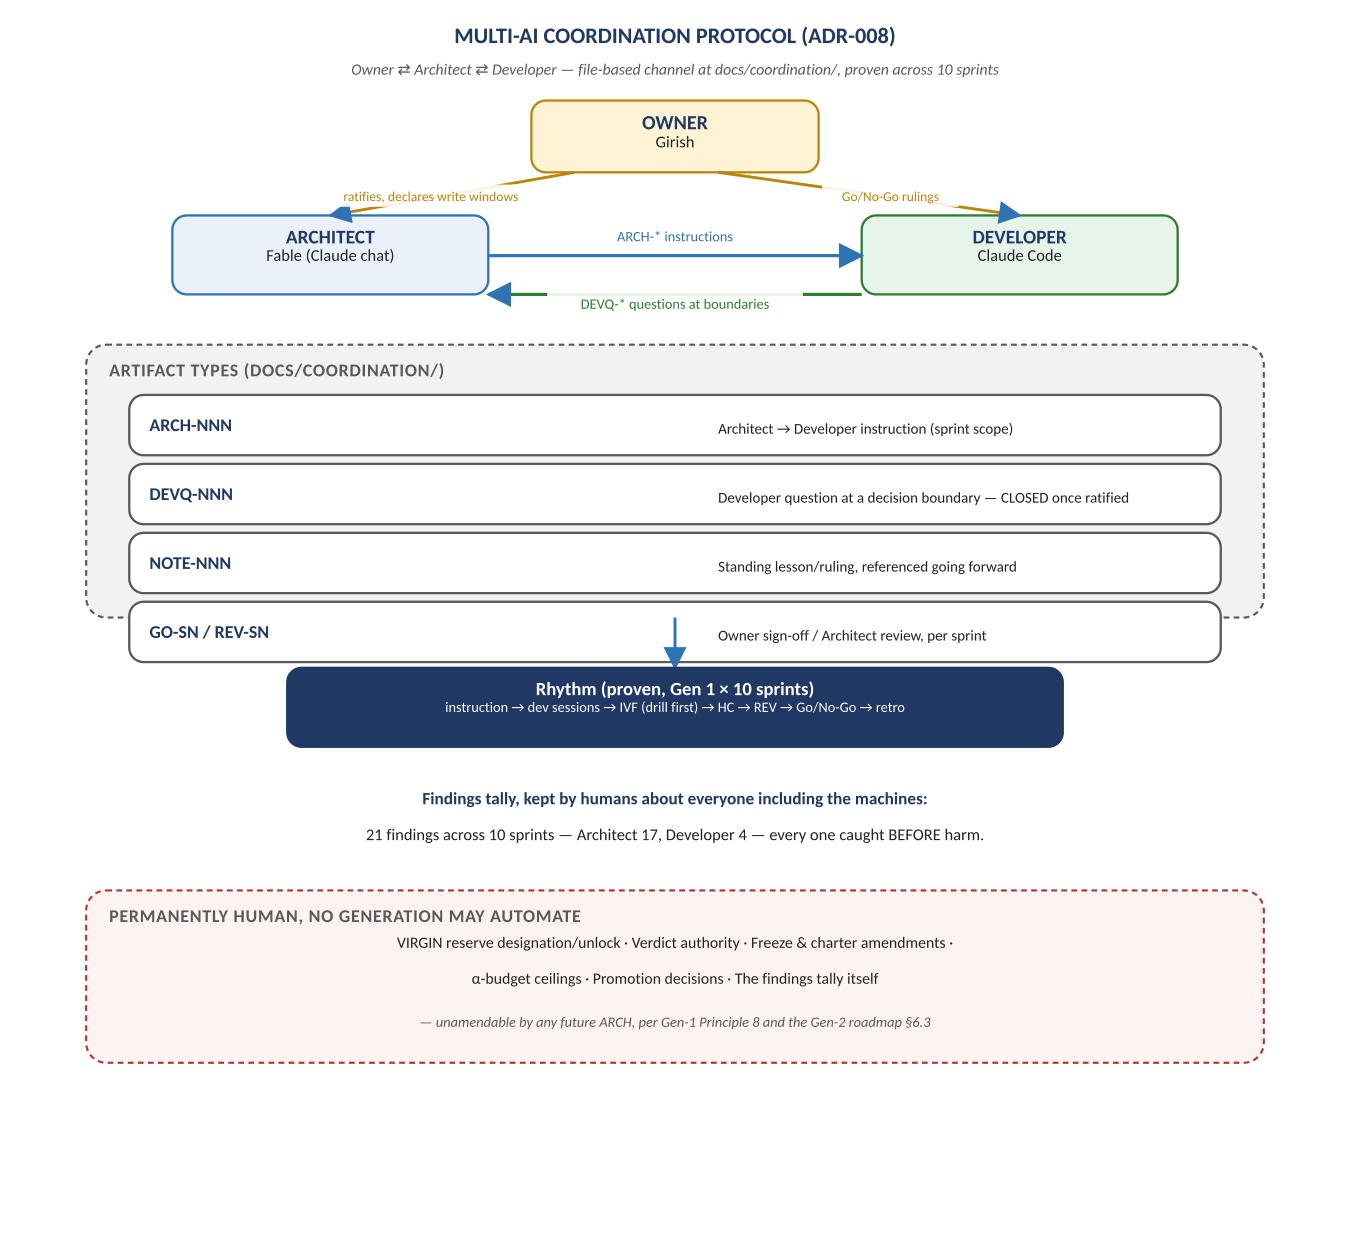 MULTI-AI COORDINATION PROTOCOL (ADR-008)
Owner ⇄ Architect ⇄ Developer — file-based channel at docs/coordination/, proven across 10 sprints
OWNER
Girish
ratifies, declares write windows
Go/No-Go rulings
ARCHITECT
Fable (Claude chat)
ARCH-* instructions
DEVELOPER
Claude Code
DEVQ-* questions at boundaries
ARTIFACT TYPES (DOCS/COORDINATION/)
ARCH-NNN
Architect → Developer instruction (sprint scope)
DEVQ-NNN
Developer question at a decision boundary — CLOSED once ratified
NOTE-NNN
Standing lesson/ruling, referenced going forward
GO-SN / REV-SN
Owner sign-off / Architect review, per sprint
Rhythm (proven, Gen 1 × 10 sprints)
instruction → dev sessions → IVF (drill first) → HC → REV → Go/No-Go → retro
Findings tally, kept by humans about everyone including the machines:
21 findings across 10 sprints — Architect 17, Developer 4 — every one caught BEFORE harm.
PERMANENTLY HUMAN, NO GENERATION MAY AUTOMATE
VIRGIN reserve designation/unlock · Verdict authority · Freeze & charter amendments ·
α-budget ceilings · Promotion decisions · The findings tally itself
— unamendable by any future ARCH, per Gen-1 Principle 8 and the Gen-2 roadmap §6.3